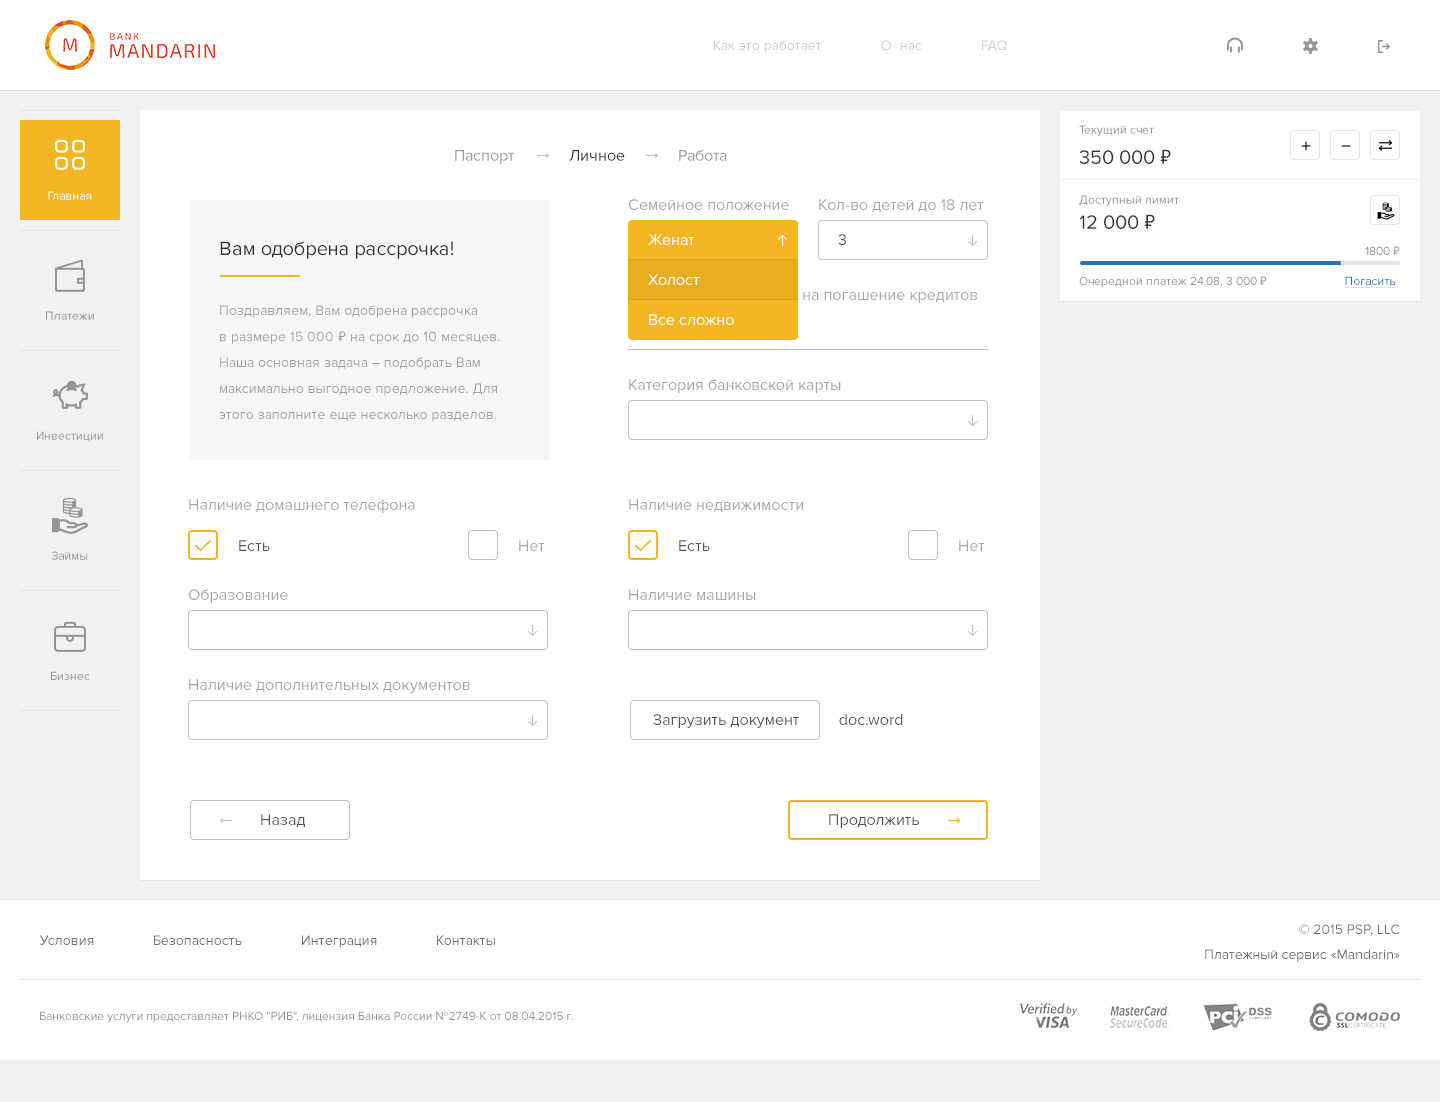 M BANK MANDARIN
Как это работает
О нас
FAQ
Главная
Платежи
Инвестиции
Займы
Бизнес
Паспорт → Личное → Работа
Вам одобрена рассрочка!
Поздравляем, Вам одобрена рассрочка
в размере 15 000 ₽ на срок до 10 месяцев.
Наша основная задача – подобрать Вам
максимально выгодное предложение. Для
этого заполните еще несколько разделов.
Семейное положение
Женат
Холост
Все сложно
Кол-во детей до 18 лет
3
на погашение кредитов
Категория банковской карты
Наличие домашнего телефона
Есть
Нет
Наличие недвижимости
Есть
Нет
Образование
Наличие машины
Наличие дополнительных документов
Загрузить документ
doc.word
← Назад
Продолжить →
Текущий счет
350 000 ₽
Доступный лимит
12 000 ₽
1800 ₽
Очередной платеж 24.08, 3 000 ₽
Погасить
Условия
Безопасность
Интеграция
Контакты
© 2015 PSP, LLC
Платежный сервис «Mandarin»
Банковские услуги предоставляет РНКО "РИБ", лицензия Банка России №2749-К от 08.04.2015 г.
Verified by
VISA
MasterCard
SecureCode
PCI DSS
COMPLIANT
COMODO
SSL CERTIFICATE